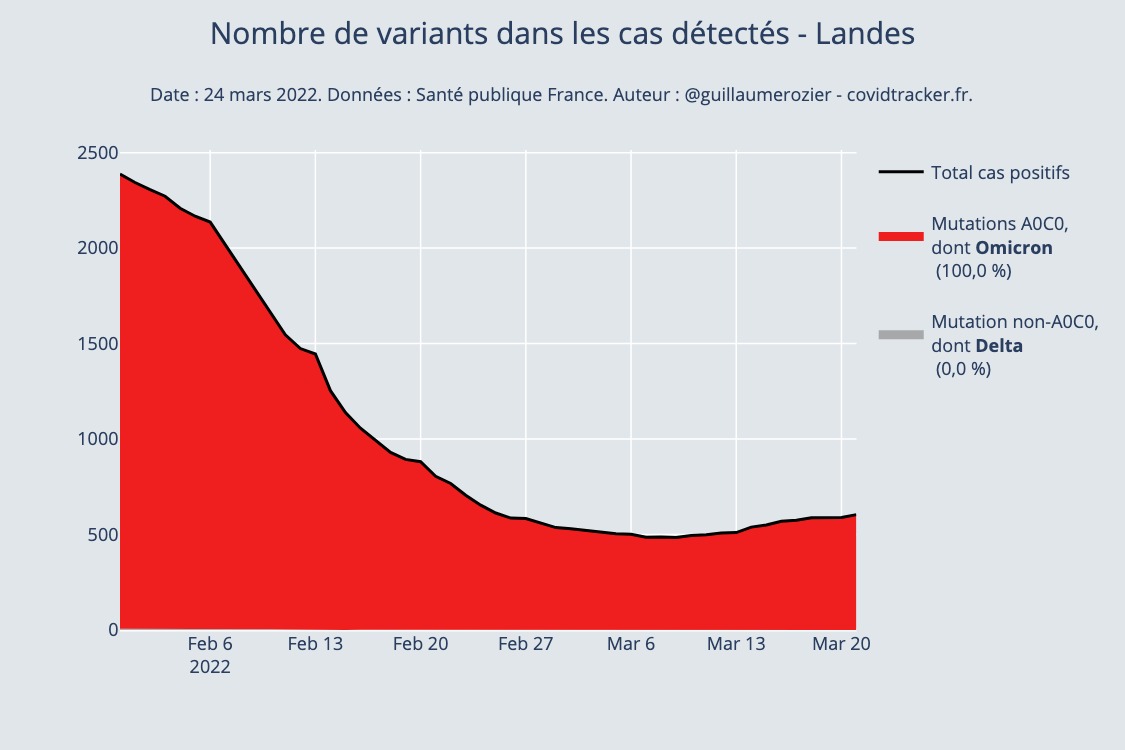 Nombre de variants dans les cas détectés - Landes
Date : 24 mars 2022. Données : Santé publique France. Auteur : @guillaumerozier - covidtracker.fr.
2500
2000
1500
1000
500
0
Feb 6
2022
Feb 13
Feb 20
Feb 27
Mar 6
Mar 13
Mar 20
Total cas positifs
Mutations A0C0,
dont Omicron
(100,0 %)
Mutation non-A0C0,
dont Delta
(0,0 %)